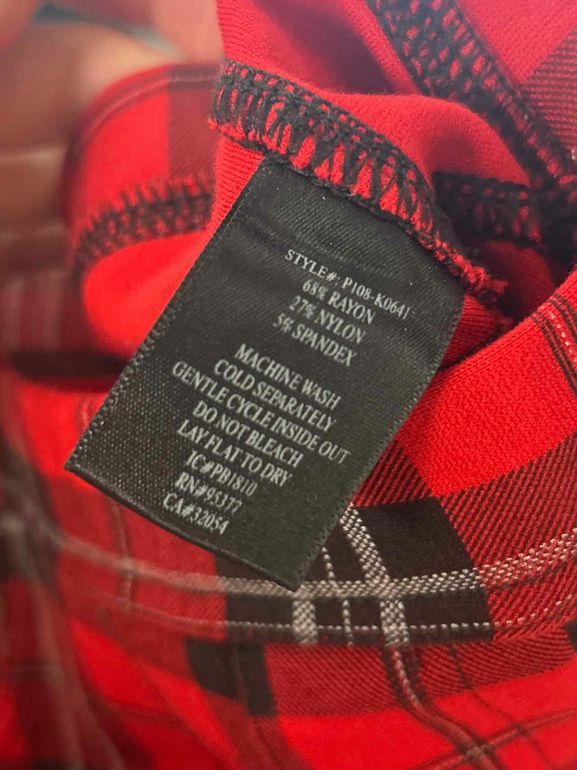 STYLE#: P108-K0641
68% RAYON
27% NYLON
5% SPANDEX
MACHINE WASH
COLD SEPARATELY
GENTLE CYCLE INSIDE OUT
DO NOT BLEACH
LAY FLAT TO DRY
IC#PB1810
RN#95377
CA#32054